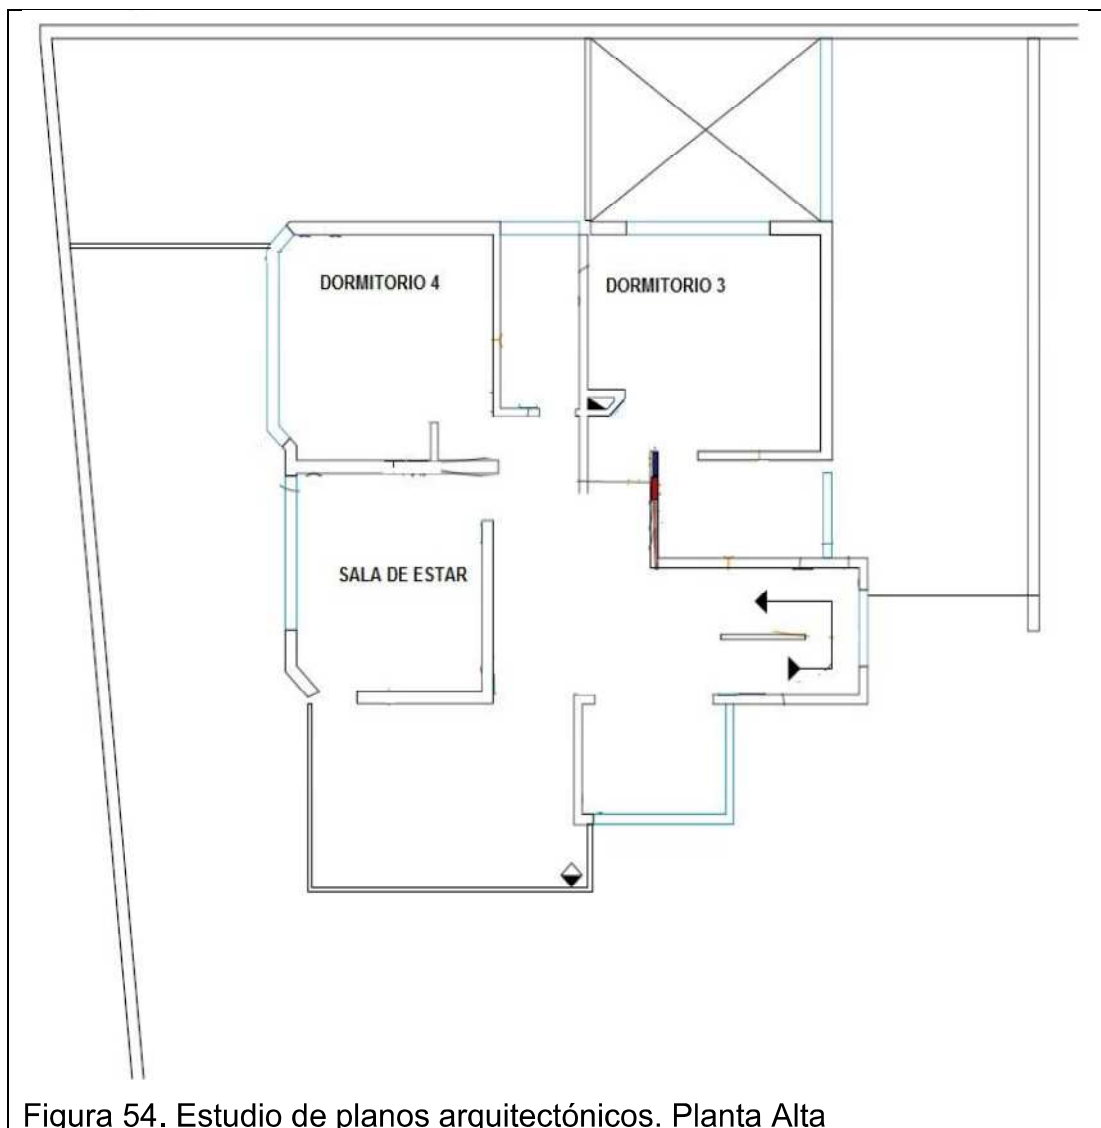 DORMITORIO 4
DORMITORIO 3
SALA DE ESTAR
Figura 54. Estudio de planos arquitectónicos. Planta Alta